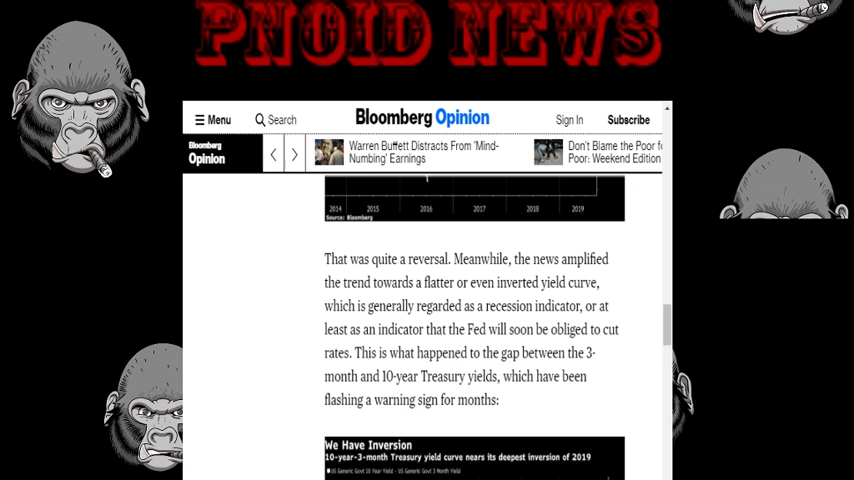 PNOID NEWS
Menu
Search
Bloomberg Opinion
Sign In
Subscribe
Bloomberg
Opinion
Warren Buffett Distracts From 'Mind-
Numbing' Earnings
Don't Blame the Poor fo
Poor: Weekend Edition
2014 2015 2016 2017 2018 2019
Source: Bloomberg
That was quite a reversal. Meanwhile, the news amplified
the trend towards a flatter or even inverted yield curve,
which is generally regarded as a recession indicator, or at
least as an indicator that the Fed will soon be obliged to cut
rates. This is what happened to the gap between the 3-
month and 10-year Treasury yields, which have been
flashing a warning sign for months:
We Have Inversion
10-year-3-month Treasury yield curve nears its deepest inversion of 2019
US Generic Govt 10 Year Yield - US Generic Govt 3 Month Yield